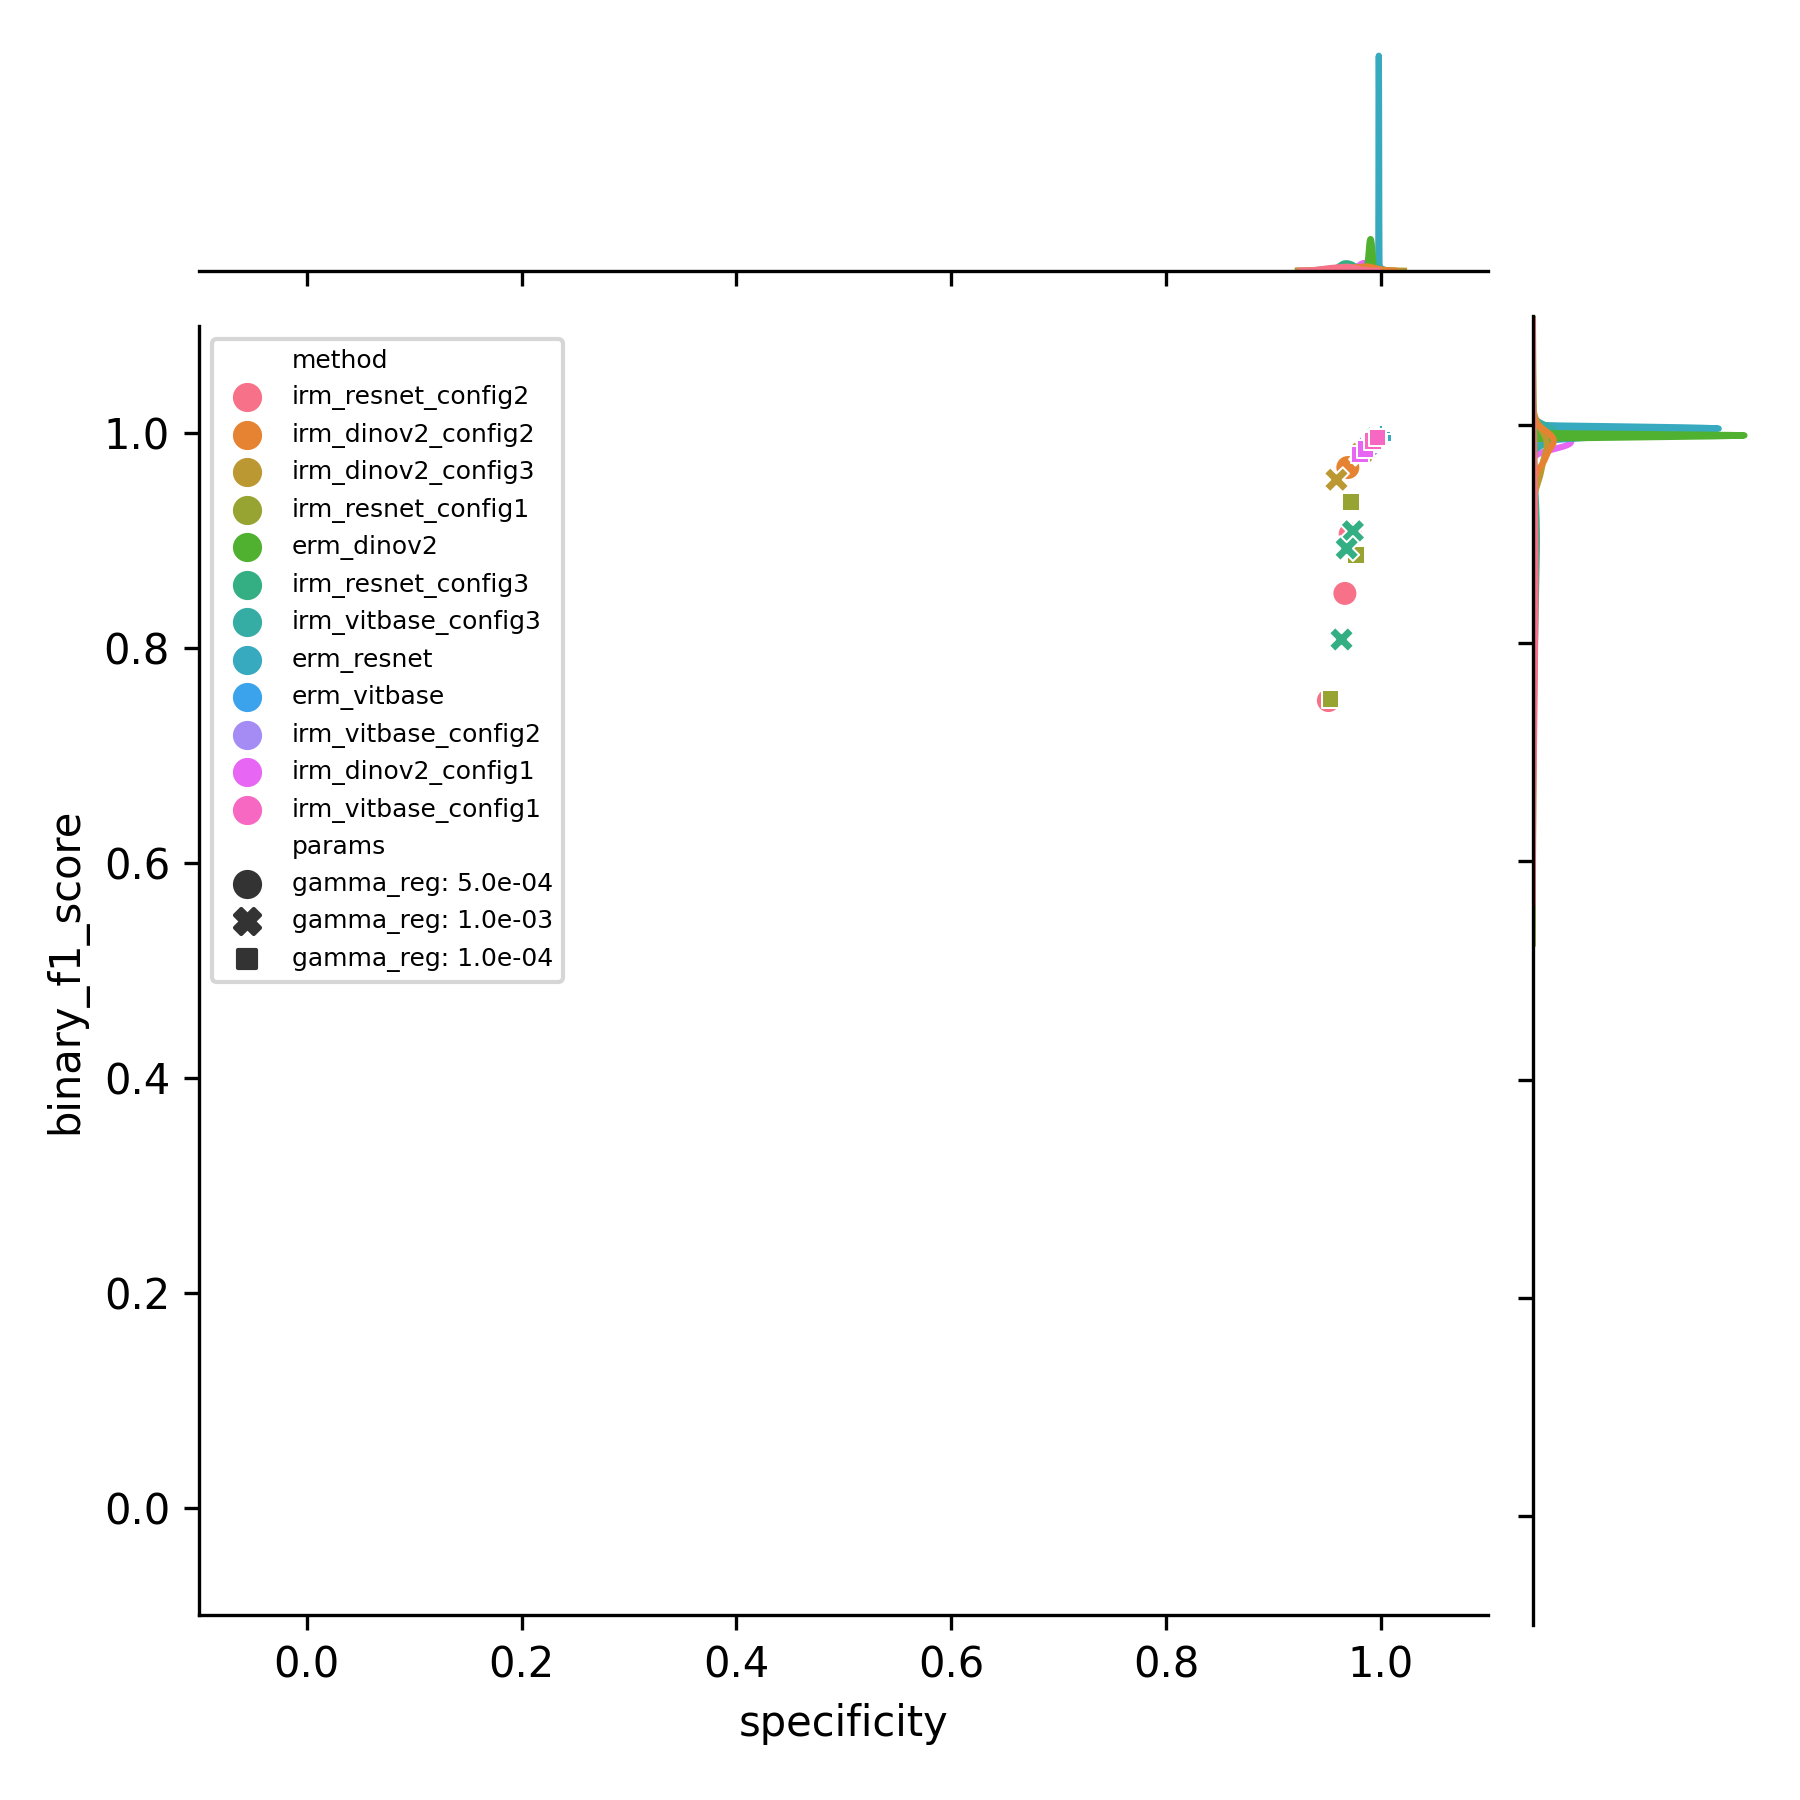 method
irm_resnet_config2
irm_dinov2_config2
irm_dinov2_config3
irm_resnet_config1
erm_dinov2
irm_resnet_config3
irm_vitbase_config3
erm_resnet
erm_vitbase
irm_vitbase_config2
irm_dinov2_config1
irm_vitbase_config1
params
gamma_reg: 5.0e-04
gamma_reg: 1.0e-03
gamma_reg: 1.0e-04
binary_f1_score
1.0
0.8
0.6
0.4
0.2
0.0
0.0 0.2 0.4 0.6 0.8 1.0
specificity